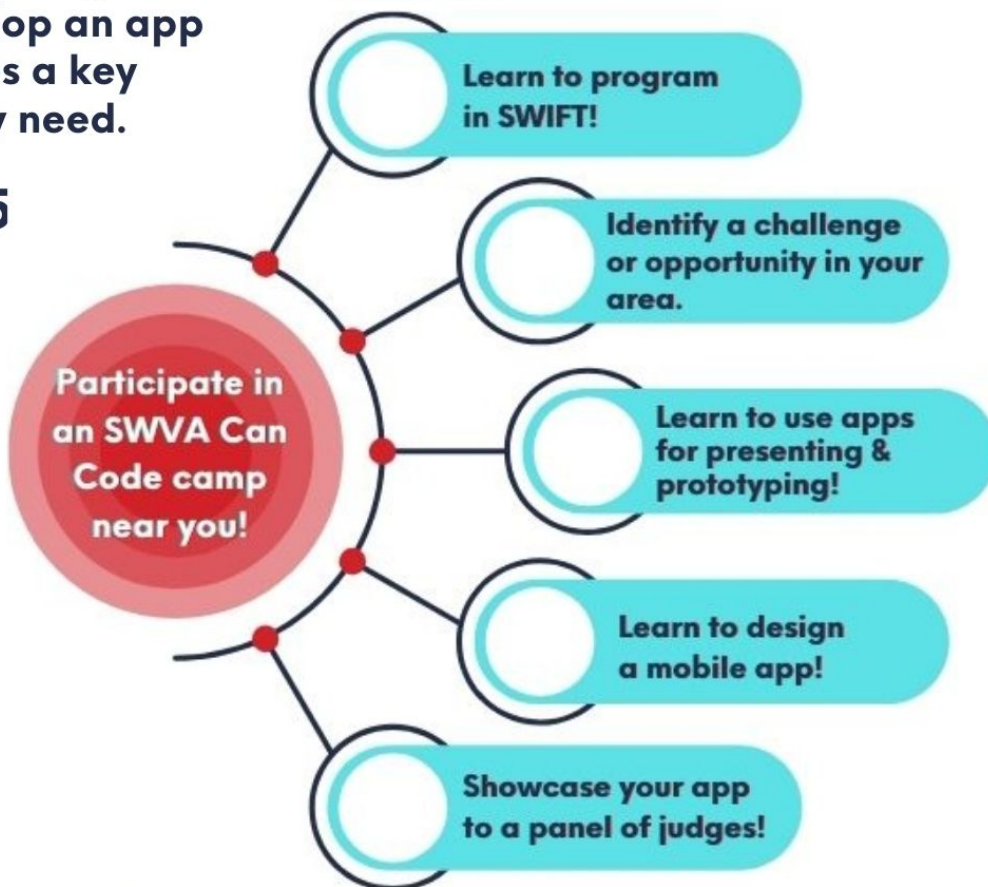 op an app
s a key
need.
5
Learn to program
in SWIFT!
Identify a challenge
or opportunity in your
area.
Participate in
an SWVA Can
Code camp
near you!
Learn to use apps
for presenting &
prototyping!
Learn to design
a mobile app!
Showcase your app
to a panel of judges!